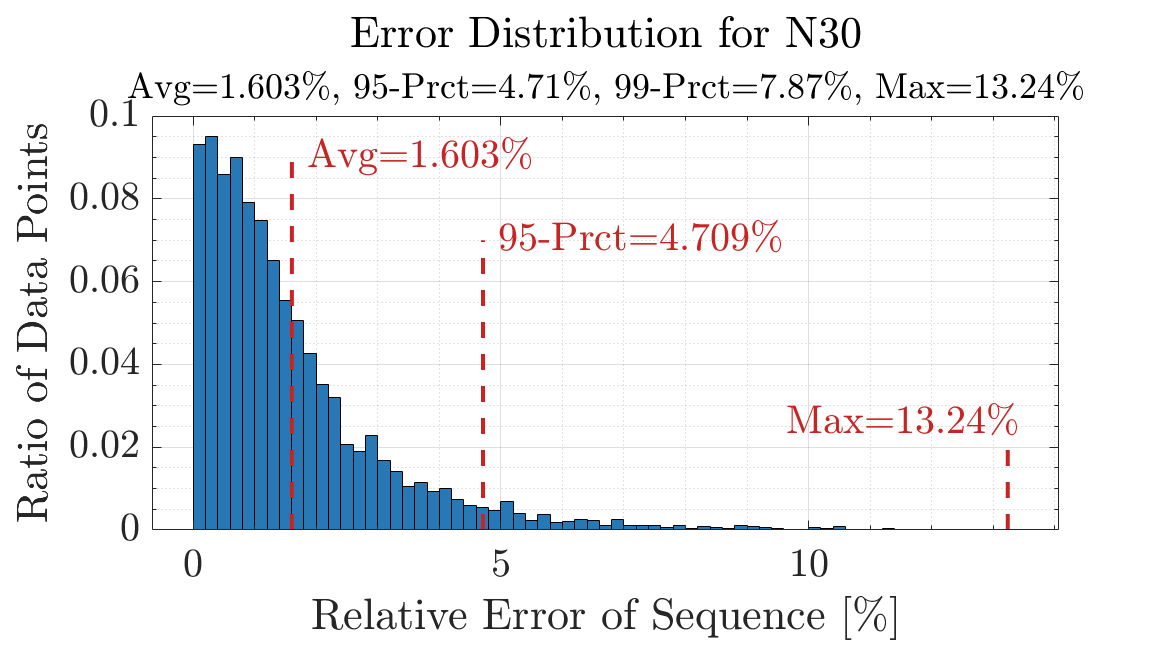 Error Distribution for N30
Avg=1.603%, 95-Prct=4.71%, 99-Prct=7.87%, Max=13.24%
0.1
0.08
0.06
0.04
0.02
0
Ratio of Data Points
Avg=1.603%
95-Prct=4.709%
Max=13.24%
0 5 10
Relative Error of Sequence [%]